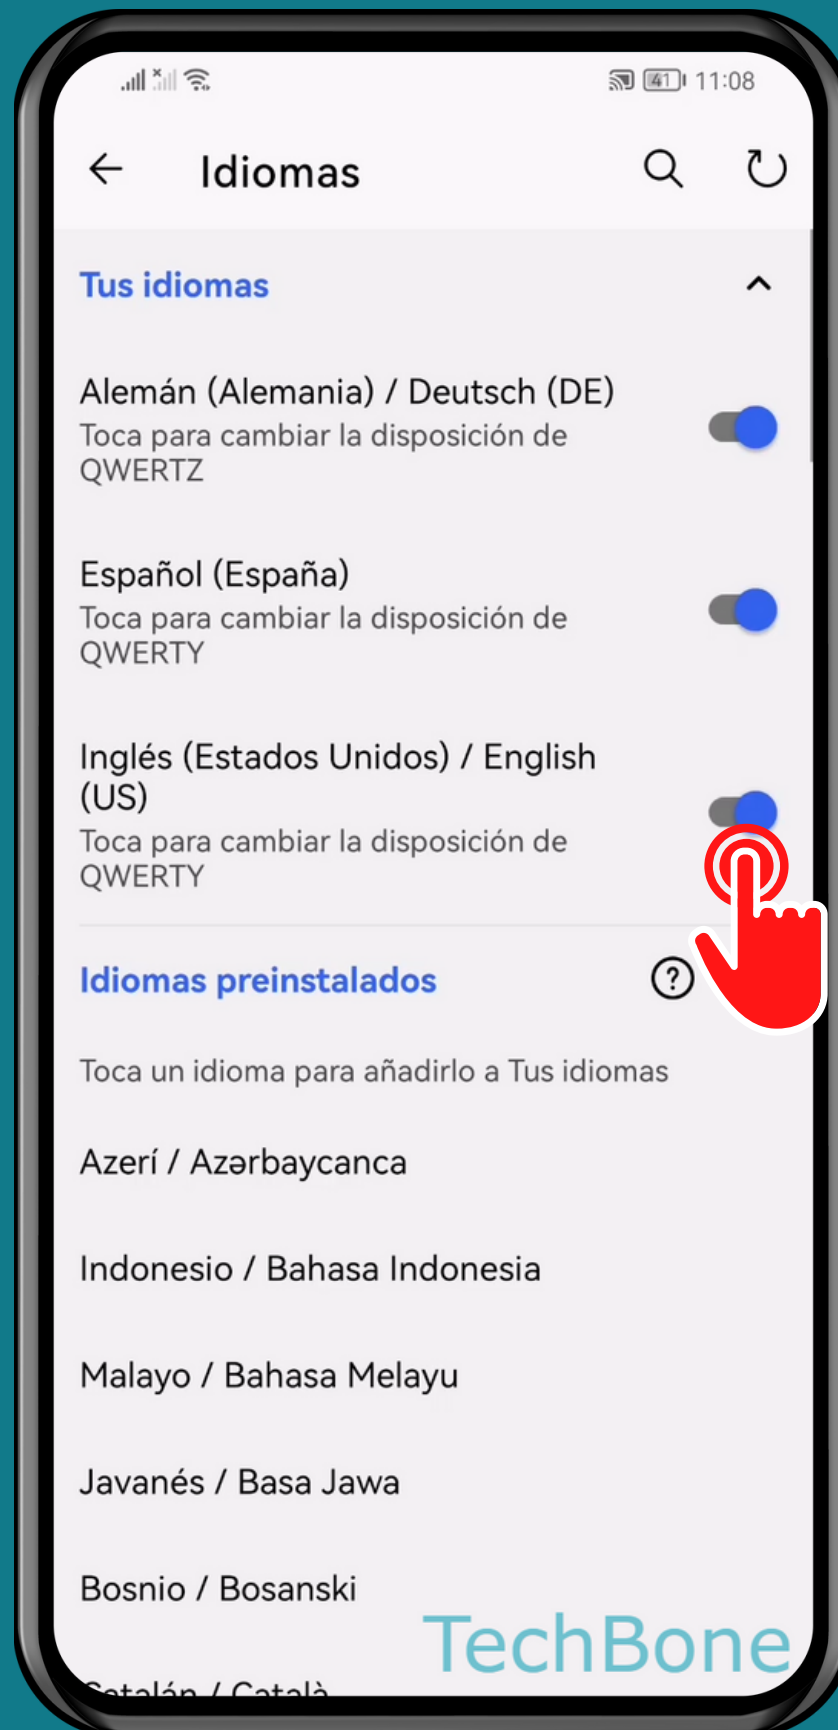 41 11:08
Idiomas
Tus idiomas
Alemán (Alemania) / Deutsch (DE)
Toca para cambiar la disposición de
QWERTZ
Español (España)
Toca para cambiar la disposición de
QWERTY
Inglés (Estados Unidos) / English
(US)
Toca para cambiar la disposición de
QWERTY
Idiomas preinstalados
?
Toca un idioma para añadirlo a Tus idiomas
Azerí / Azərbaycanca
Indonesio / Bahasa Indonesia
Malayo / Bahasa Melayu
Javanés / Basa Jawa
Bosnio / Bosanski
TechBone
Catalán / Català